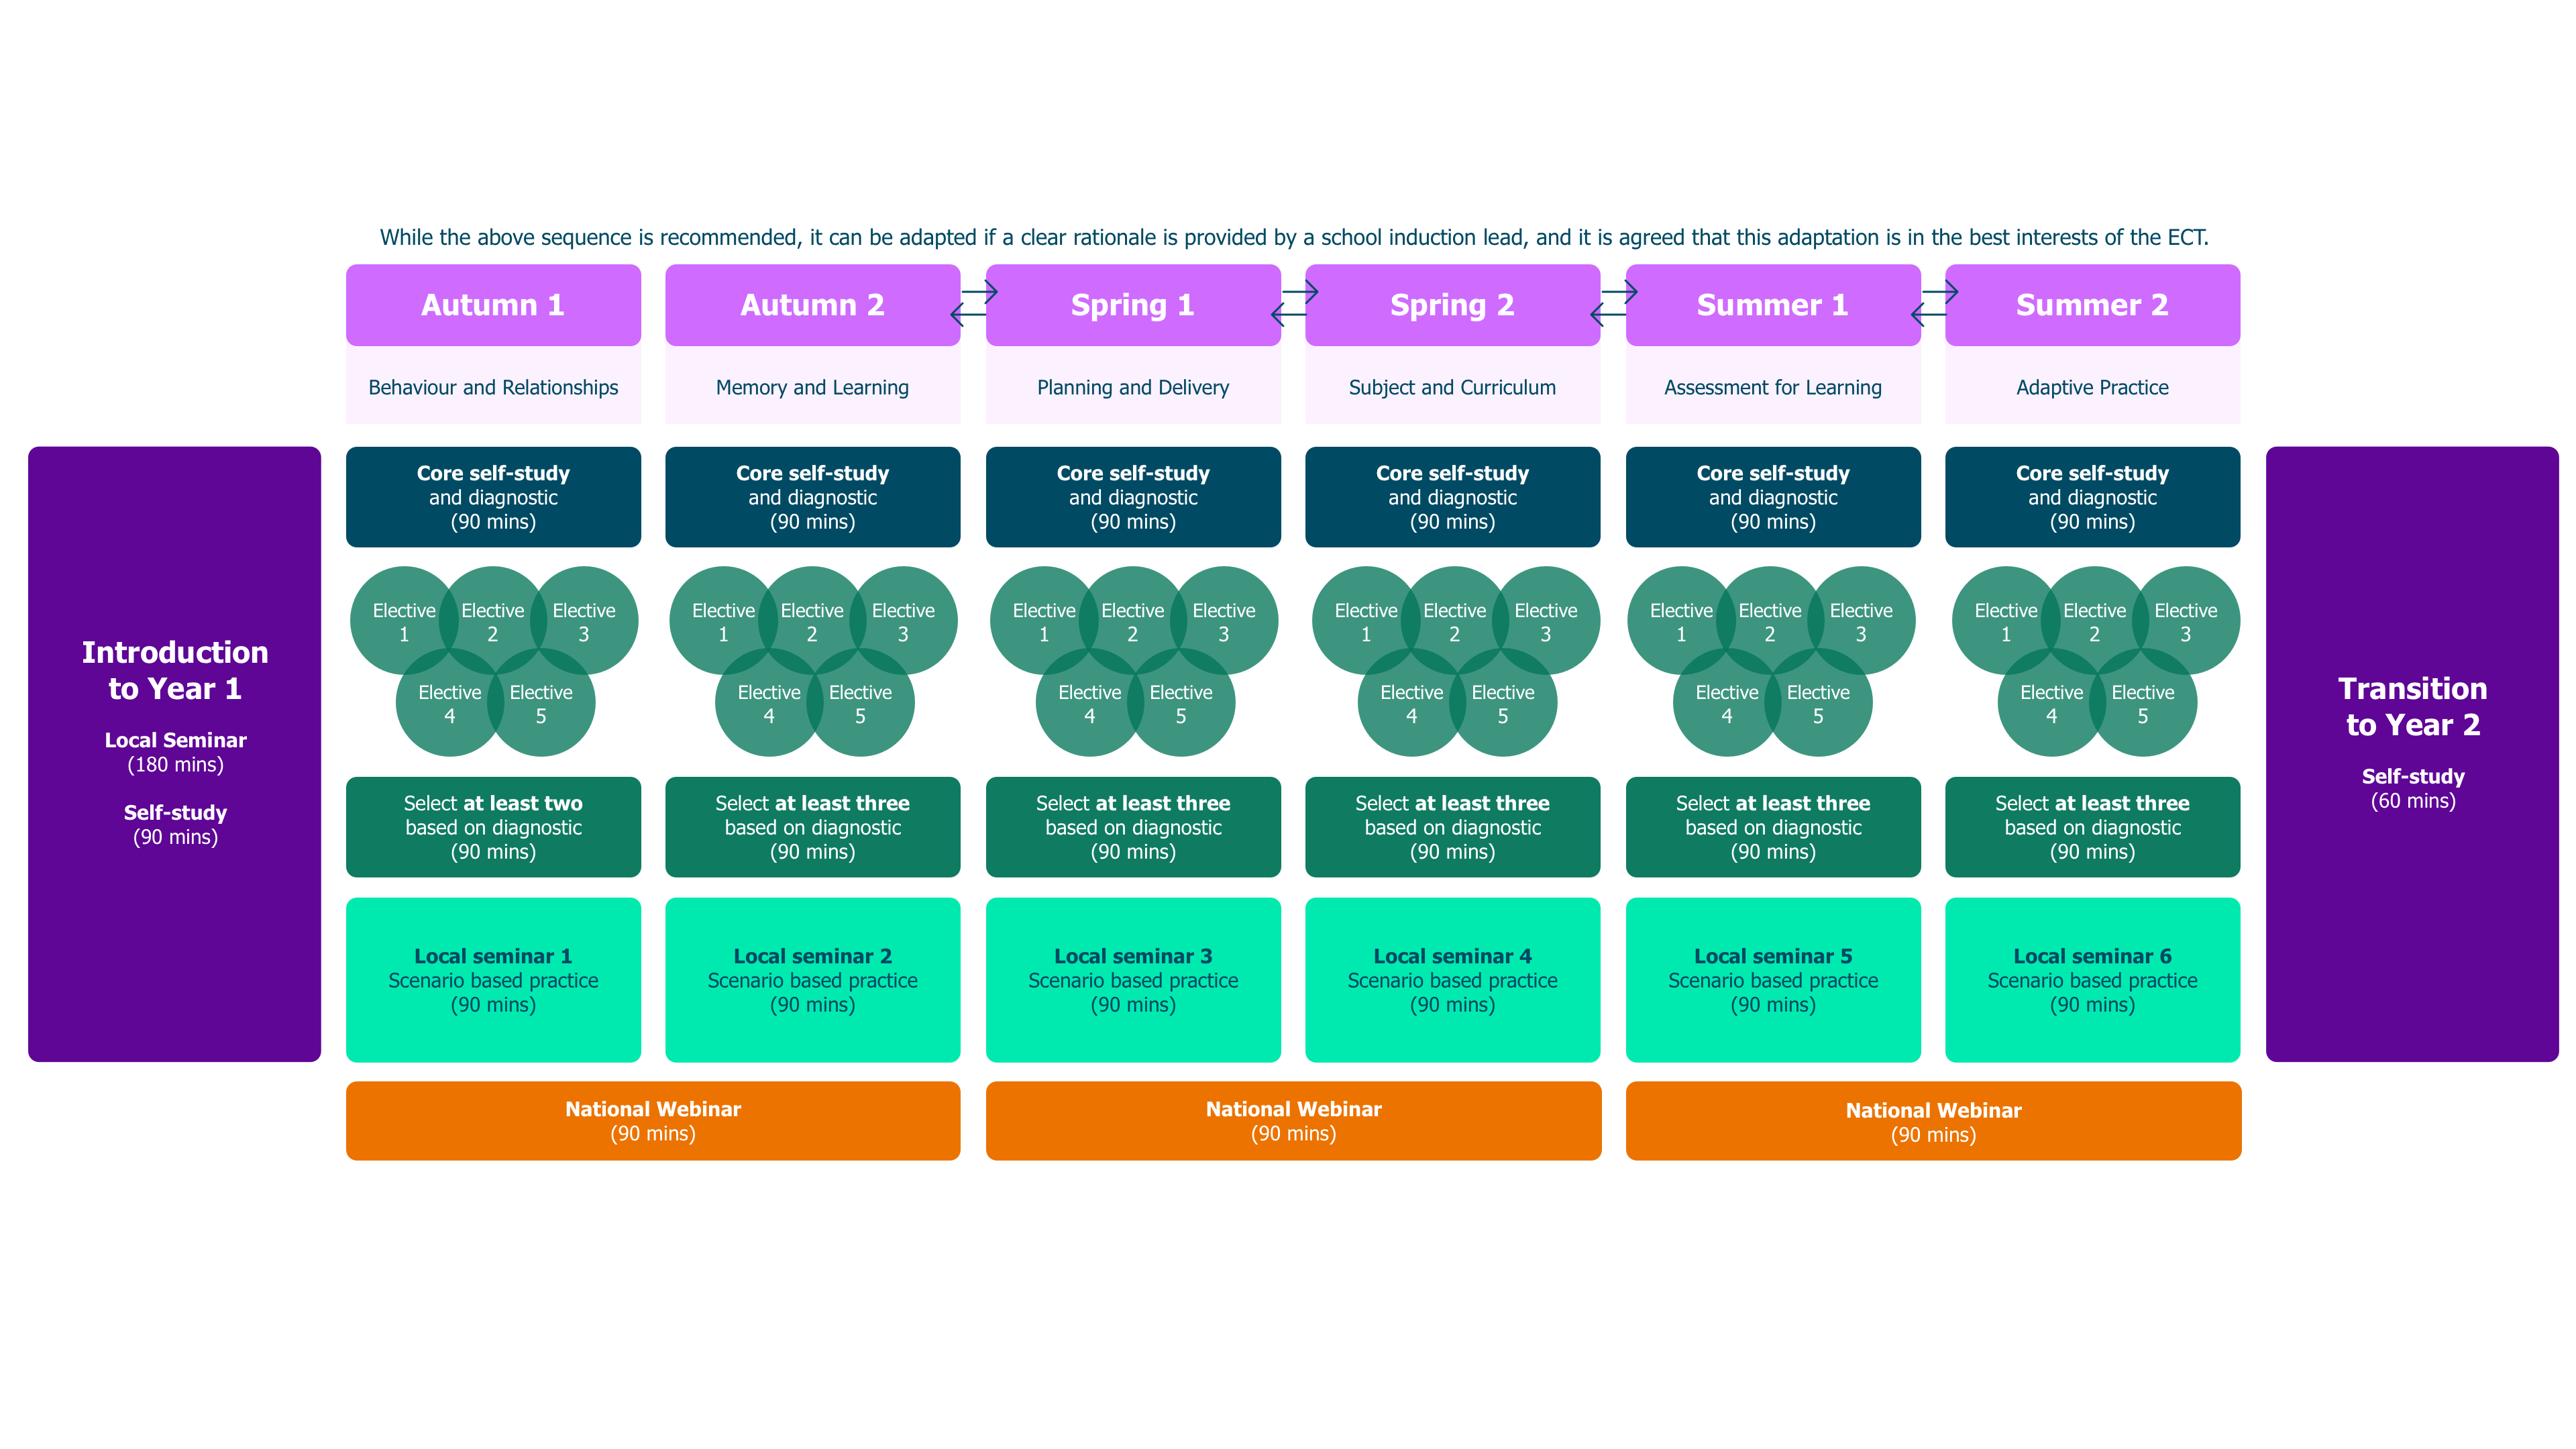 While the above sequence is recommended, it can be adapted if a clear rationale is provided by a school induction lead, and it is agreed that this adaptation is in the best interests of the ECT.
Introduction
to Year 1
Local Seminar
(180 mins)
Self-study
(90 mins)
Autumn 1
Behaviour and Relationships
Core self-study
and diagnostic
(90 mins)
Elective
1
Elective
2
Elective
3
Elective
4
Elective
5
Select at least two
based on diagnostic
(90 mins)
Local seminar 1
Scenario based practice
(90 mins)
Autumn 2
Memory and Learning
Core self-study
and diagnostic
(90 mins)
Elective
1
Elective
2
Elective
3
Elective
4
Elective
5
Select at least three
based on diagnostic
(90 mins)
Local seminar 2
Scenario based practice
(90 mins)
National Webinar
(90 mins)
Spring 1
Planning and Delivery
Core self-study
and diagnostic
(90 mins)
Elective
1
Elective
2
Elective
3
Elective
4
Elective
5
Select at least three
based on diagnostic
(90 mins)
Local seminar 3
Scenario based practice
(90 mins)
Spring 2
Subject and Curriculum
Core self-study
and diagnostic
(90 mins)
Elective
1
Elective
2
Elective
3
Elective
4
Elective
5
Select at least three
based on diagnostic
(90 mins)
Local seminar 4
Scenario based practice
(90 mins)
National Webinar
(90 mins)
Summer 1
Assessment for Learning
Core self-study
and diagnostic
(90 mins)
Elective
1
Elective
2
Elective
3
Elective
4
Elective
5
Select at least three
based on diagnostic
(90 mins)
Local seminar 5
Scenario based practice
(90 mins)
Summer 2
Adaptive Practice
Core self-study
and diagnostic
(90 mins)
Elective
1
Elective
2
Elective
3
Elective
4
Elective
5
Select at least three
based on diagnostic
(90 mins)
Local seminar 6
Scenario based practice
(90 mins)
National Webinar
(90 mins)
Transition
to Year 2
Self-study
(60 mins)